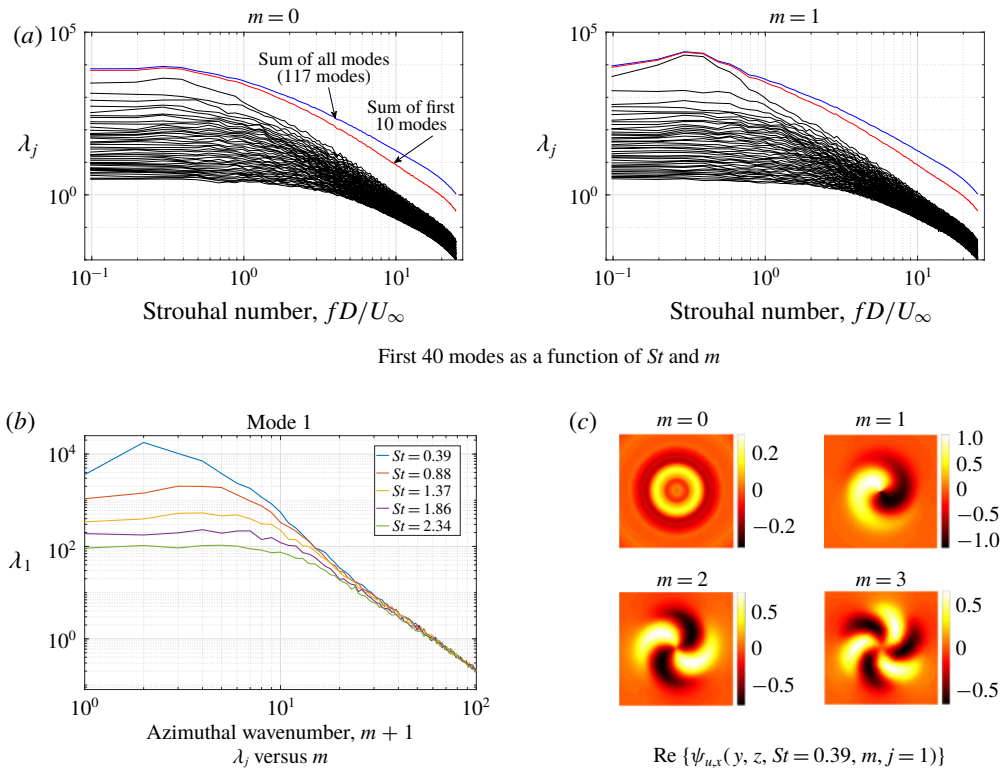 (a)
m = 0
10^5
10^0
λ_j
Sum of all modes
(117 modes)
Sum of first
10 modes
10^−1
10^0
10^1
Strouhal number, fD/U_∞
m = 1
10^5
10^0
λ_j
10^−1
10^0
10^1
Strouhal number, fD/U_∞
First 40 modes as a function of St and m
(b)
Mode 1
10^4
10^2
10^0
λ_1
St = 0.39
St = 0.88
St = 1.37
St = 1.86
St = 2.34
10^0
10^1
10^2
Azimuthal wavenumber, m + 1
λ_j versus m
(c)
m = 0
0.2
0
−0.2
m = 1
1.0
0.5
0
−0.5
−1.0
m = 2
0.5
0
−0.5
m = 3
0.5
0
−0.5
Re {ψ_{u,x}(y, z, St = 0.39, m, j = 1)}